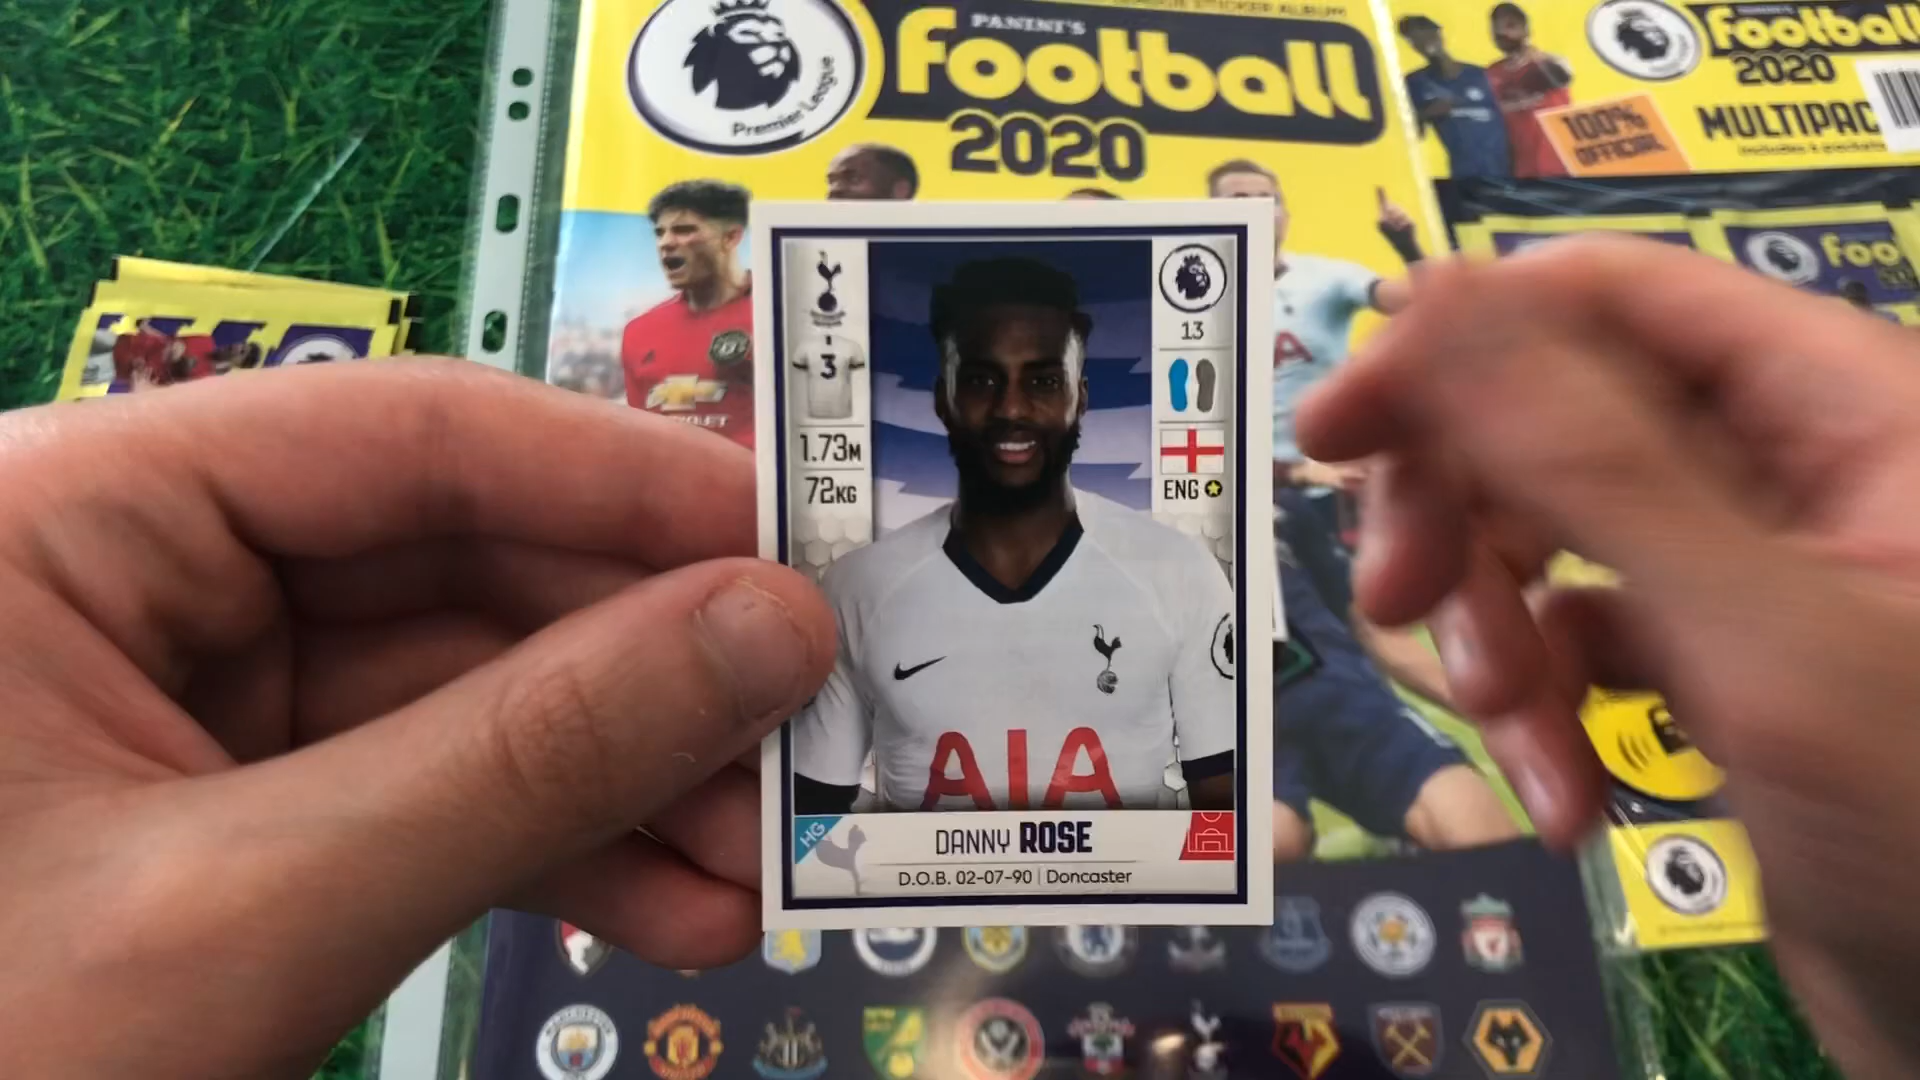 PANINI'S
Football
2020
Premier League
Football
2020
100%
OFFICIAL
MULTIPAC
Foo
3
1.73M
72KG
13
ENG
AIA
HG
DANNY ROSE
D.O.B. 02-07-90 | Doncaster